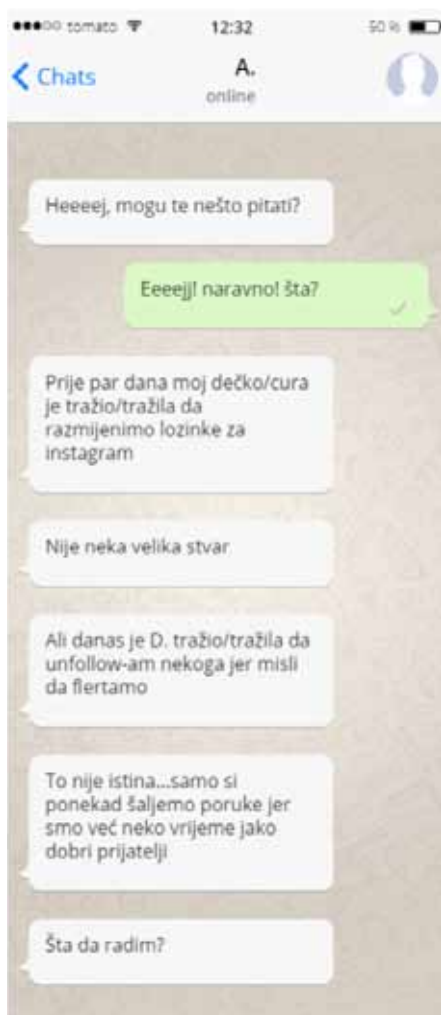 tomato 12:32 50 %
Chats A.
online
Heeeej, mogu te nešto pitati?
Eeeejj! naravno! šta?
Prije par dana moj dečko/cura
je tražio/tražila da
razmijenimo lozinke za
instagram
Nije neka velika stvar
Ali danas je D. tražio/tražila da
unfollow-am nekoga jer misli
da flertamo
To nije istina...samo si
ponekad šaljemo poruke jer
smo već neko vrijeme jako
dobri prijatelji
Šta da radim?